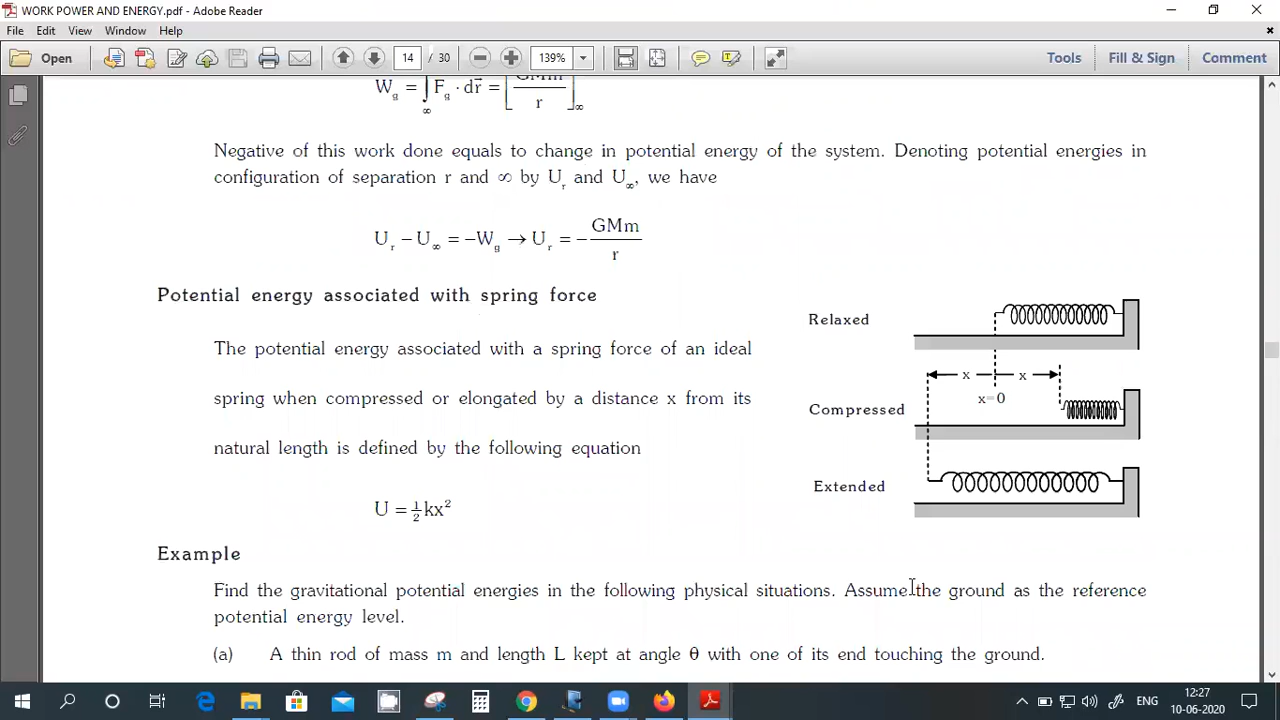 WORK POWER AND ENERGY.pdf - Adobe Reader
File Edit View Window Help
Open 14 / 30 139% Tools Fill & Sign Comment
W_g = ∫_∞ F_g · dr⃗ = [GMm/r]_∞
Negative of this work done equals to change in potential energy of the system. Denoting potential energies in
configuration of separation r and ∞ by U_r and U_∞, we have
U_r − U_∞ = −W_g → U_r = − GMm/r
Potential energy associated with spring force
The potential energy associated with a spring force of an ideal
spring when compressed or elongated by a distance x from its
natural length is defined by the following equation
U = ½kx²
Relaxed
x x
x=0
Compressed
Extended
Example
Find the gravitational potential energies in the following physical situations. Assume the ground as the reference
potential energy level.
(a) A thin rod of mass m and length L kept at angle θ with one of its end touching the ground.
ENG
12:27
10-06-2020